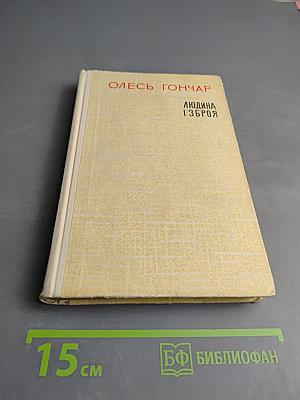 ОЛЕСЬ ГОНЧАР
ЛЮДИНА
І ЗБРОЯ
15 см
БФ БИБЛИОФАН